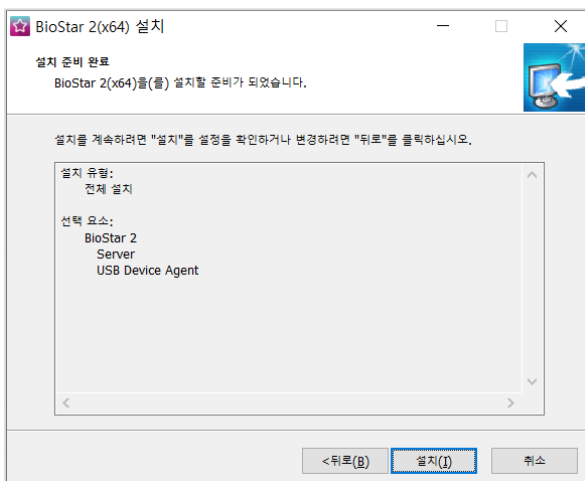 BioStar 2(x64) 설치
설치 준비 완료
BioStar 2(x64)을(를) 설치할 준비가 되었습니다.
설치를 계속하려면 "설치"를 설정을 확인하거나 변경하려면 "뒤로"를 클릭하십시오.
설치 유형:
전체 설치
선택 요소:
BioStar 2
Server
USB Device Agent
<뒤로(B)
설치(I)
취소